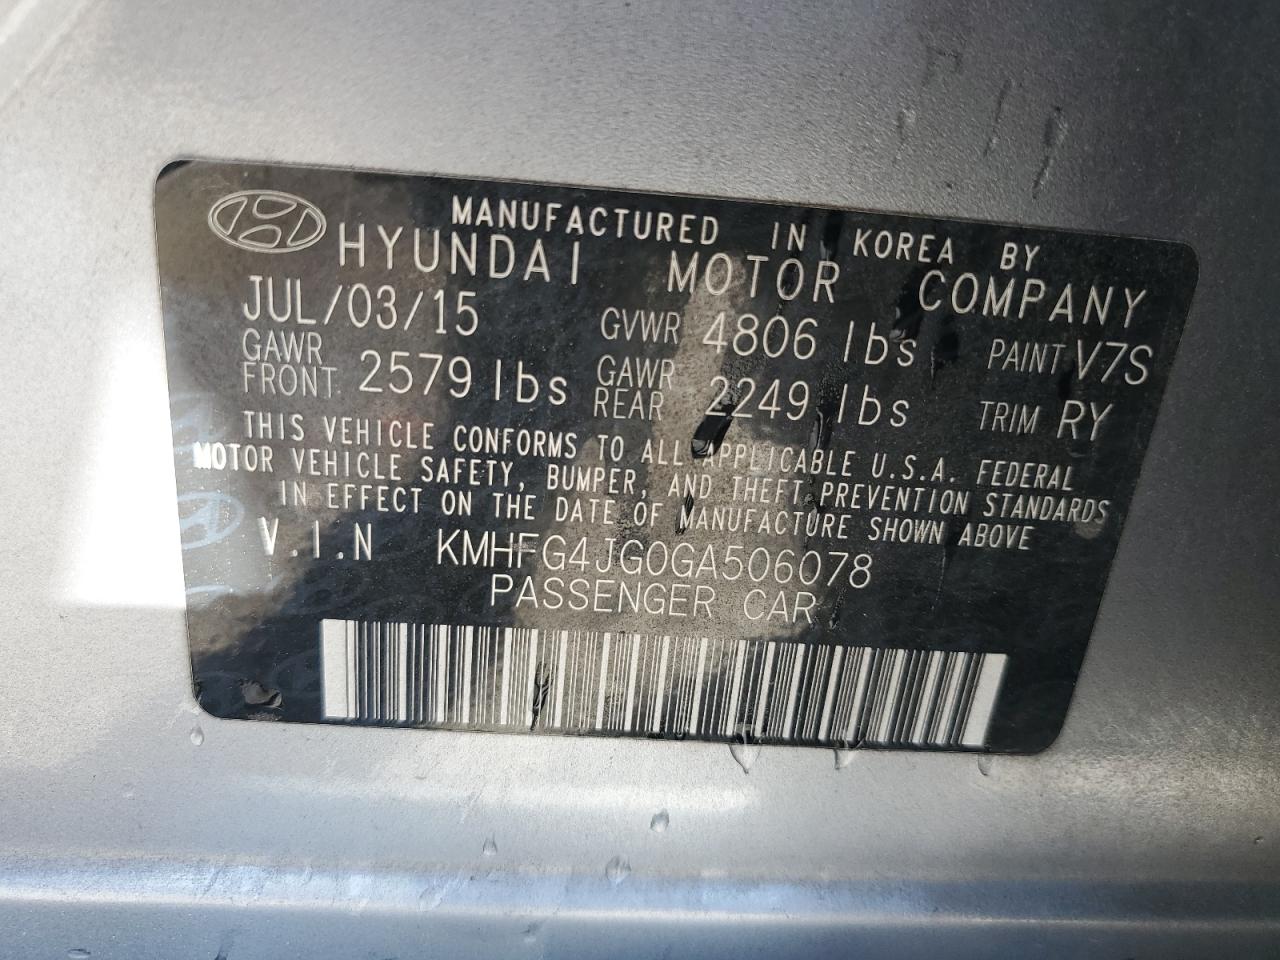 MANUFACTURED IN KOREA BY
HYUNDAI MOTOR COMPANY
JUL/03/15 GVWR 4806 lbs PAINT V7S
GAWR FRONT 2579 lbs GAWR REAR 2249 lbs TRIM RY
THIS VEHICLE CONFORMS TO ALL APPLICABLE U.S.A. FEDERAL
MOTOR VEHICLE SAFETY, BUMPER, AND THEFT PREVENTION STANDARDS
IN EFFECT ON THE DATE OF MANUFACTURE SHOWN ABOVE
V.I.N KMHFG4JG0GA506078
PASSENGER CAR